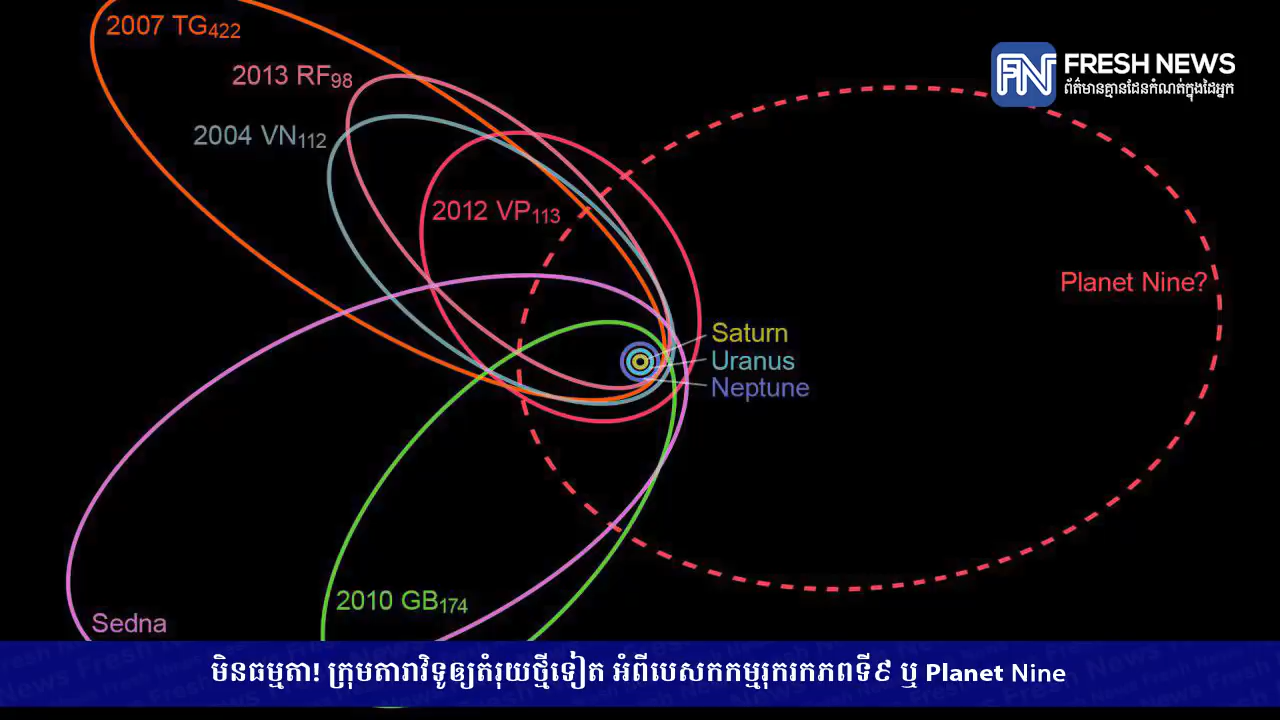 2007 TG422
2013 RF98
2004 VN112
2012 VP113
FRESH NEWS
ព័ត៌មានគ្មានដែនកំណត់ក្នុងដៃអ្នក
Planet Nine?
Saturn
Uranus
Neptune
2010 GB174
Sedna
មិនធម្មតា! ក្រុមតារាវិទូឲ្យតំរុយថ្មីទៀត អំពីបេសកកម្មរុករកភពទី៩ ឬ Planet Nine